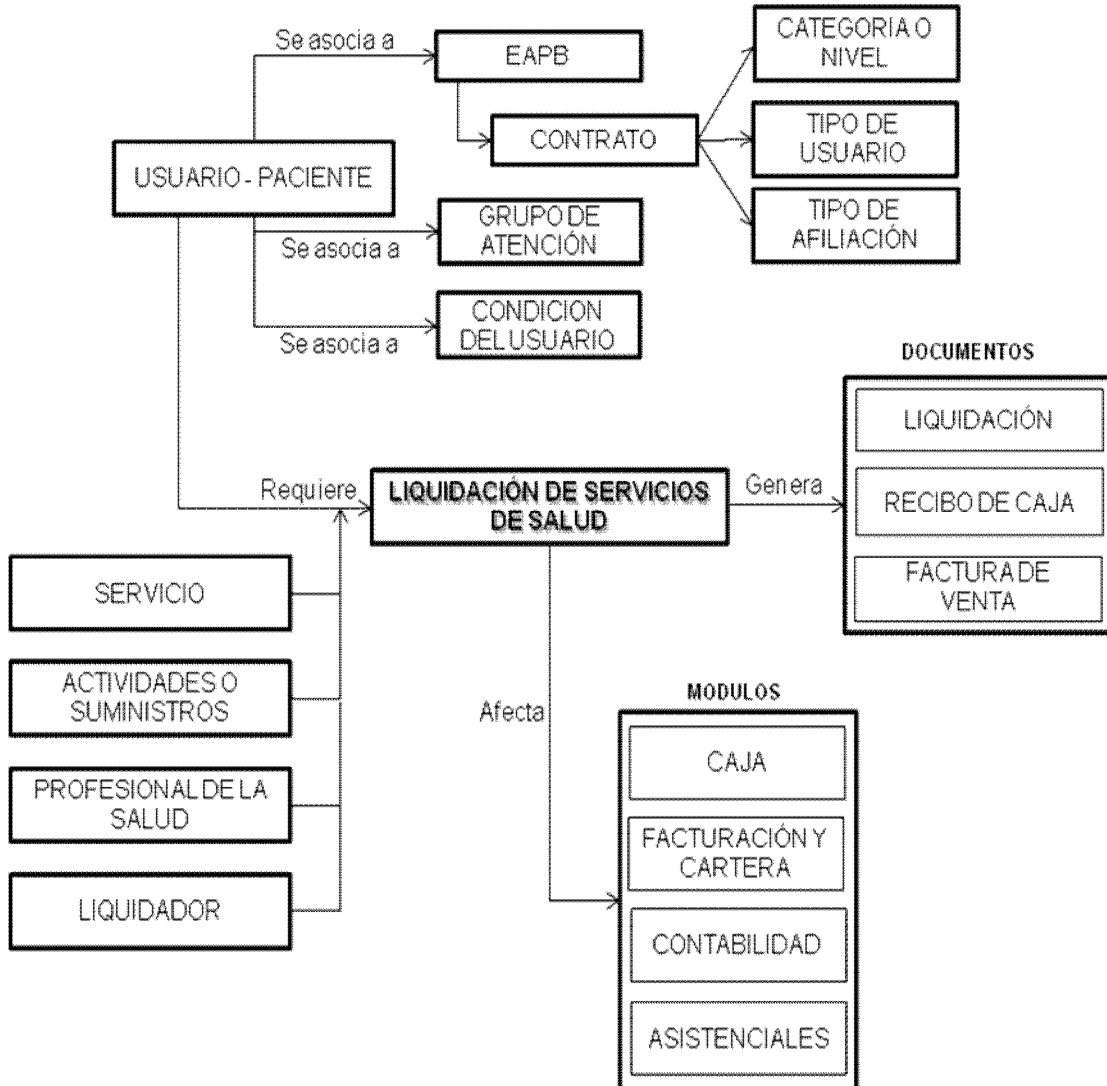 Se asocia a
EAPB
CATEGORIA O
NIVEL
CONTRATO
TIPO DE
USUARIO
USUARIO - PACIENTE
TIPO DE
AFILIACIÓN
GRUPO DE
ATENCIÓN
Se asocia a
CONDICION
DEL USUARIO
Se asocia a
DOCUMENTOS
LIQUIDACIÓN
Requiere
LIQUIDACIÓN DE SERVICIOS
DE SALUD
Genera
RECIBO DE CAJA
FACTURA DE
VENTA
SERVICIO
ACTIVIDADES O
SUMINISTROS
PROFESIONAL DE LA
SALUD
LIQUIDADOR
Afecta
MODULOS
CAJA
FACTURACIÓN Y
CARTERA
CONTABILIDAD
ASISTENCIALES